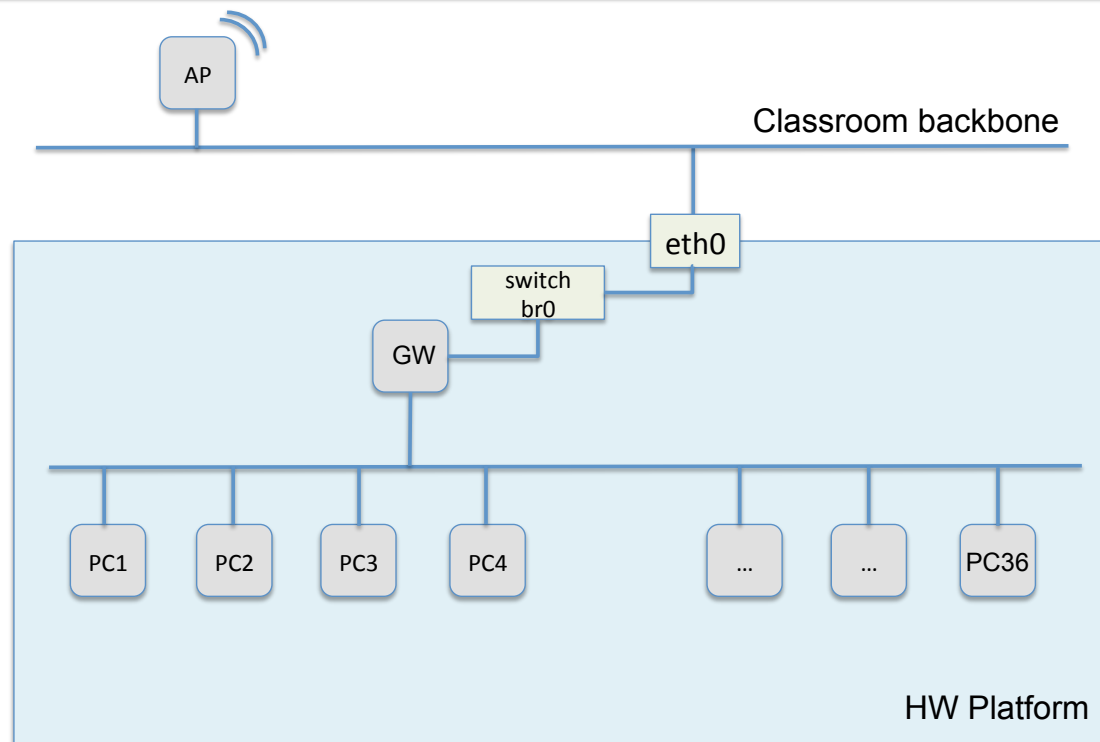 AP
Classroom backbone
eth0
switch
br0
GW
PC1
PC2
PC3
PC4
...
...
PC36
HW Platform